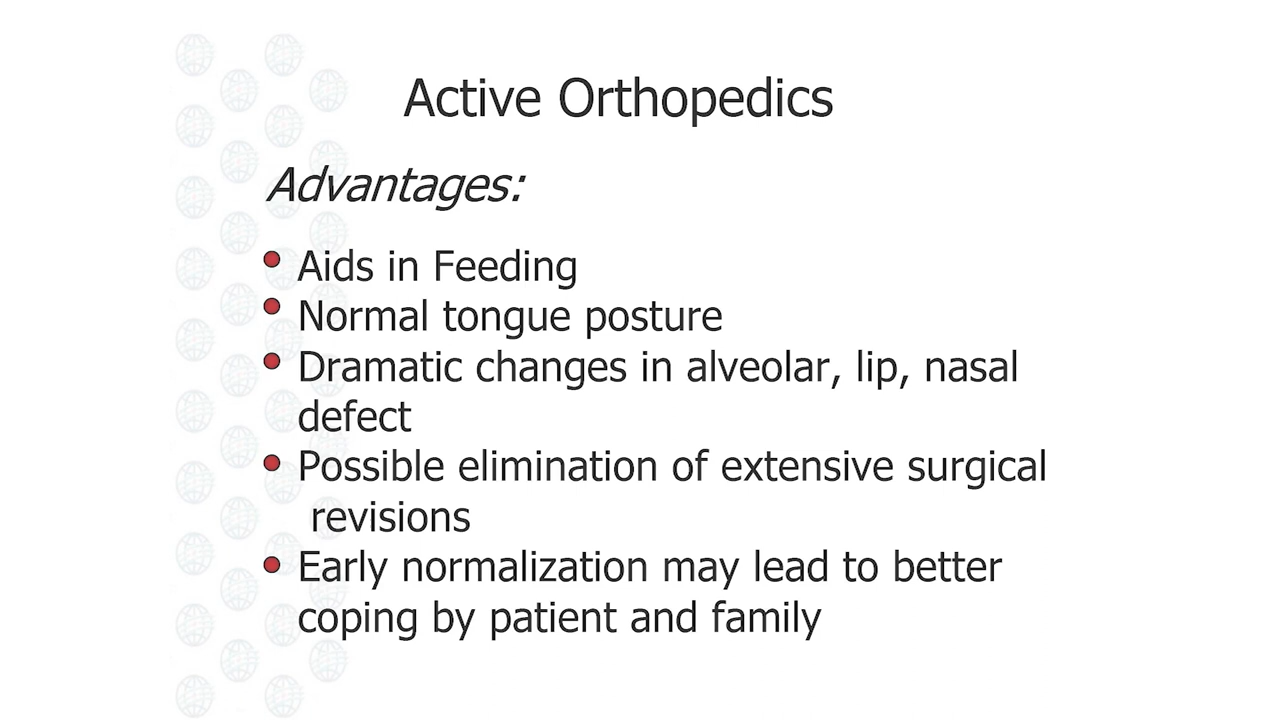 Active Orthopedics
Advantages:
• Aids in Feeding
• Normal tongue posture
• Dramatic changes in alveolar, lip, nasal
defect
• Possible elimination of extensive surgical
revisions
• Early normalization may lead to better
coping by patient and family